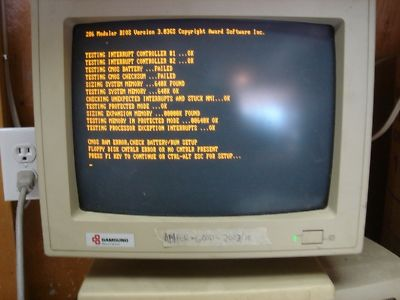 286 Modular BIOS Version 3.03GS Copyright Award Software Inc.
TESTING INTERRUPT CONTROLLER #1 ...OK
TESTING INTERRUPT CONTROLLER #2 ...OK
TESTING CMOS BATTERY ...FAILED
TESTING CMOS CHECKSUM ...FAILED
SIZING SYSTEM MEMORY ...640K FOUND
TESTING SYSTEM MEMORY ...640K OK
CHECKING UNEXPECTED INTERRUPTS AND STUCK NMI...OK
TESTING PROTECTED MODE ...OK
SIZING EXPANSION MEMORY ...00000K FOUND
TESTING MEMORY IN PROTECTED MODE ...00640K OK
TESTING PROCESSOR EXCEPTION INTERRUPTS ...OK
CMOS RAM ERROR,CHECK BATTERY/RUN SETUP
FLOPPY DISK CNTRLR ERROR OR NO CNTRLR PRESENT
PRESS F1 KEY TO CONTINUE OR CTRL-ALT ESC FOR SETUP...
SAMSUNG